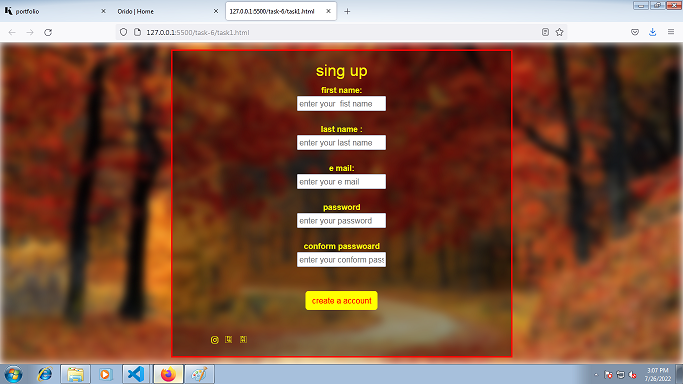 portfolio
Orido | Home
127.0.0.1:5500/task-6/task1.html
127.0.0.1:5500/task-6/task1.html
sing up
first name:
enter your fist name
last name :
enter your last name
e mail:
enter your e mail
password
enter your password
conform passwoard
enter your conform pass
create a account
3:07 PM
7/26/2022